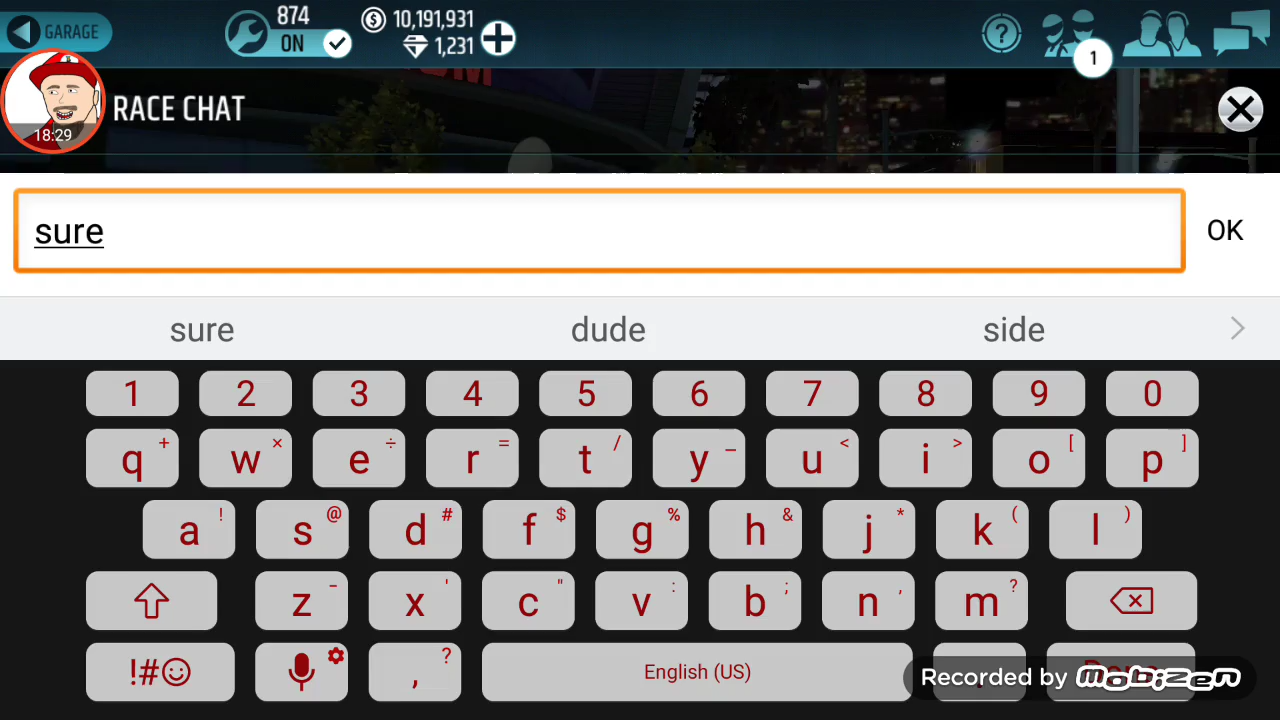 GARAGE
874
ON
10,191,931
1,231
?
1
18:29
RACE CHAT
sure
OK
sure dude side
1 2 3 4 5 6 7 8 9 0
q + w × e ÷ r = t / y _ u < i > o [ p ]
a ! s @ d # f $ g % h & j * k ( l )
z - x ' c " v : b ; n , m ?
!#☺ , ? English (US)
Recorded by mobizen